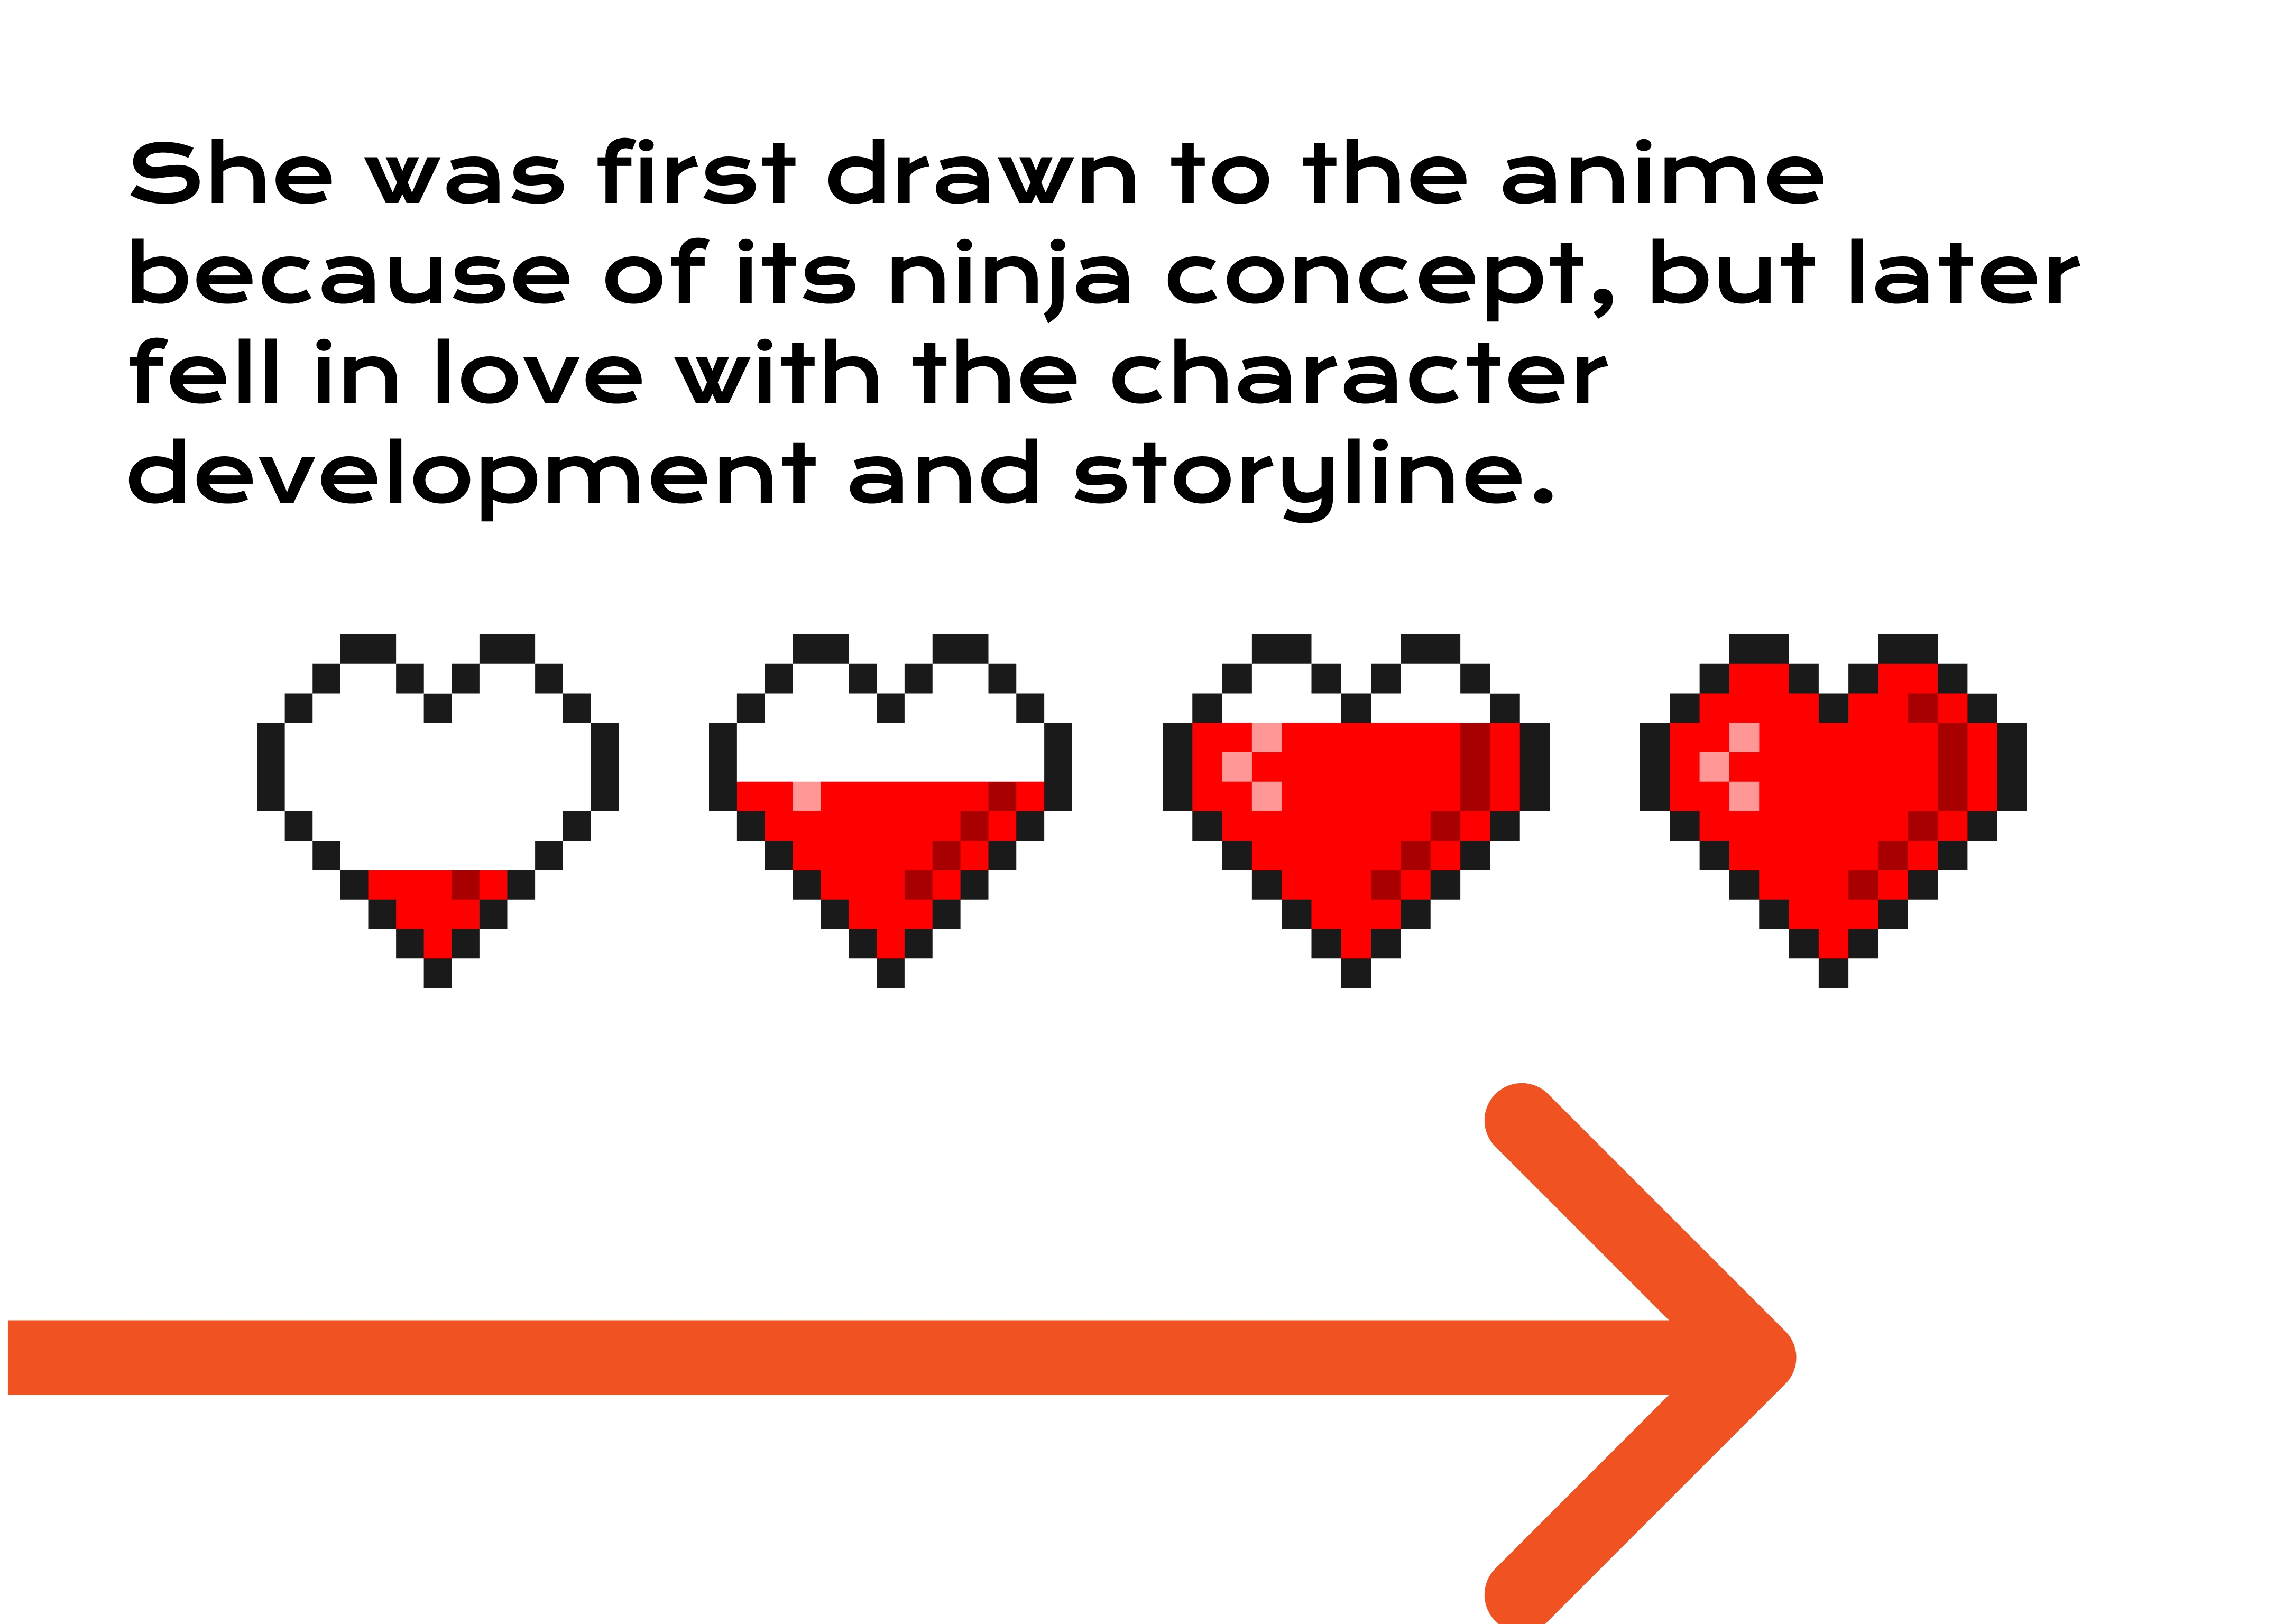 She was first drawn to the anime
because of its ninja concept, but later
fell in love with the character
development and storyline.